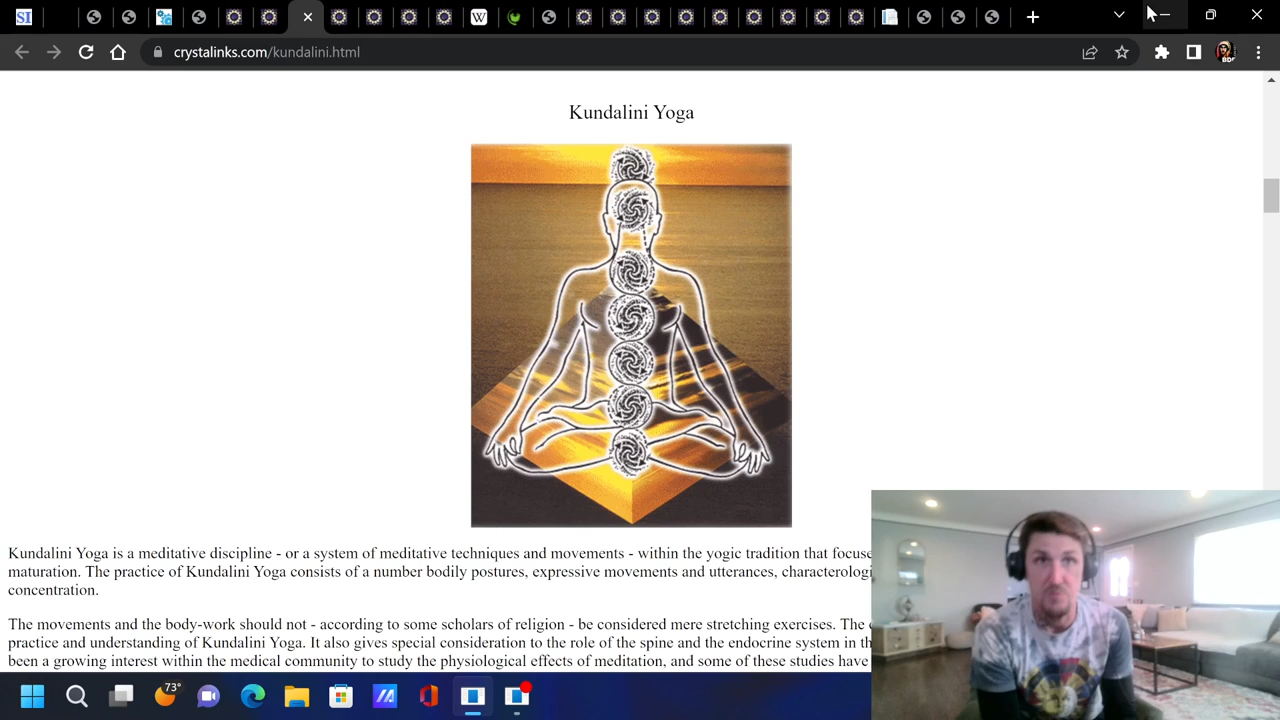 SI
W
crystalinks.com/kundalini.html
BDF
Kundalini Yoga
Kundalini Yoga is a meditative discipline - or a system of meditative techniques and movements - within the yogic tradition that focuse
maturation. The practice of Kundalini Yoga consists of a number bodily postures, expressive movements and utterances, characterologi
concentration.
The movements and the body-work should not - according to some scholars of religion - be considered mere stretching exercises. The
practice and understanding of Kundalini Yoga. It also gives special consideration to the role of the spine and the endocrine system in th
been a growing interest within the medical community to study the physiological effects of meditation, and some of these studies have
73°